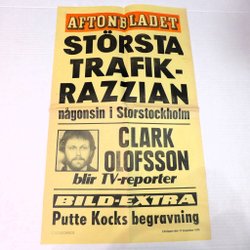 AFTONBLADET
STÖRSTA
TRAFIK-
RAZZIAN
någonsin i Storstockholm
CLARK
OLOFSSON
blir TV-reporter
BILD-EXTRA
Putte Kocks begravning